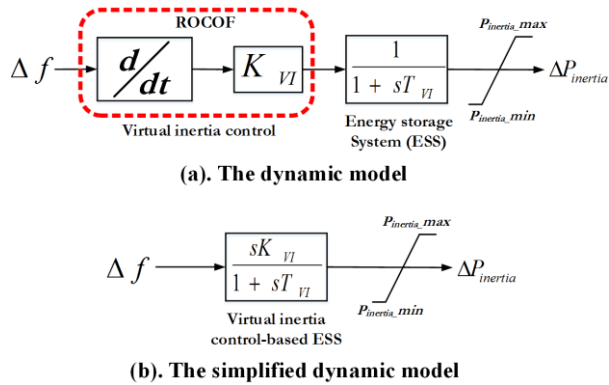 ROCOF
Δ f
d/dt
K VI
1
1 + sT VI
P inertia_max
P inertia_min
ΔP inertia
Virtual inertia control
Energy storage
System (ESS)
(a). The dynamic model
Δ f
sK VI
1 + sT VI
P inertia_max
P inertia_min
ΔP inertia
Virtual inertia
control-based ESS
(b). The simplified dynamic model